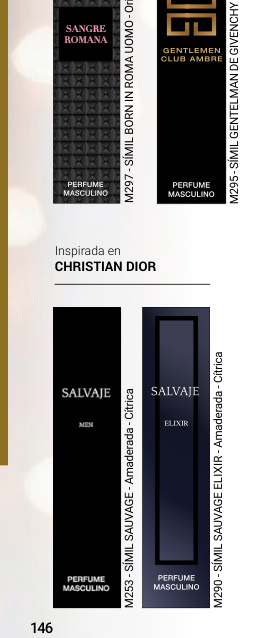 SANGRE
ROMANA
PERFUME
MASCULINO
M297 - SÍMIL BORN IN ROMA UOMO - Or
GENTLEMEN
CLUB AMBRE
PERFUME
MASCULINO
M295 - SÍMIL GENTELMAN DE GIVENCHY
Inspirada en
CHRISTIAN DIOR
SALVAJE
MEN
PERFUME
MASCULINO
M253 - SÍMIL SAUVAGE - Amaderada - Cítrica
SALVAJE
ELIXIR
PERFUME
MASCULINO
M290 - SÍMIL SAUVAGE ELIXIR - Amaderada - Cítrica
146